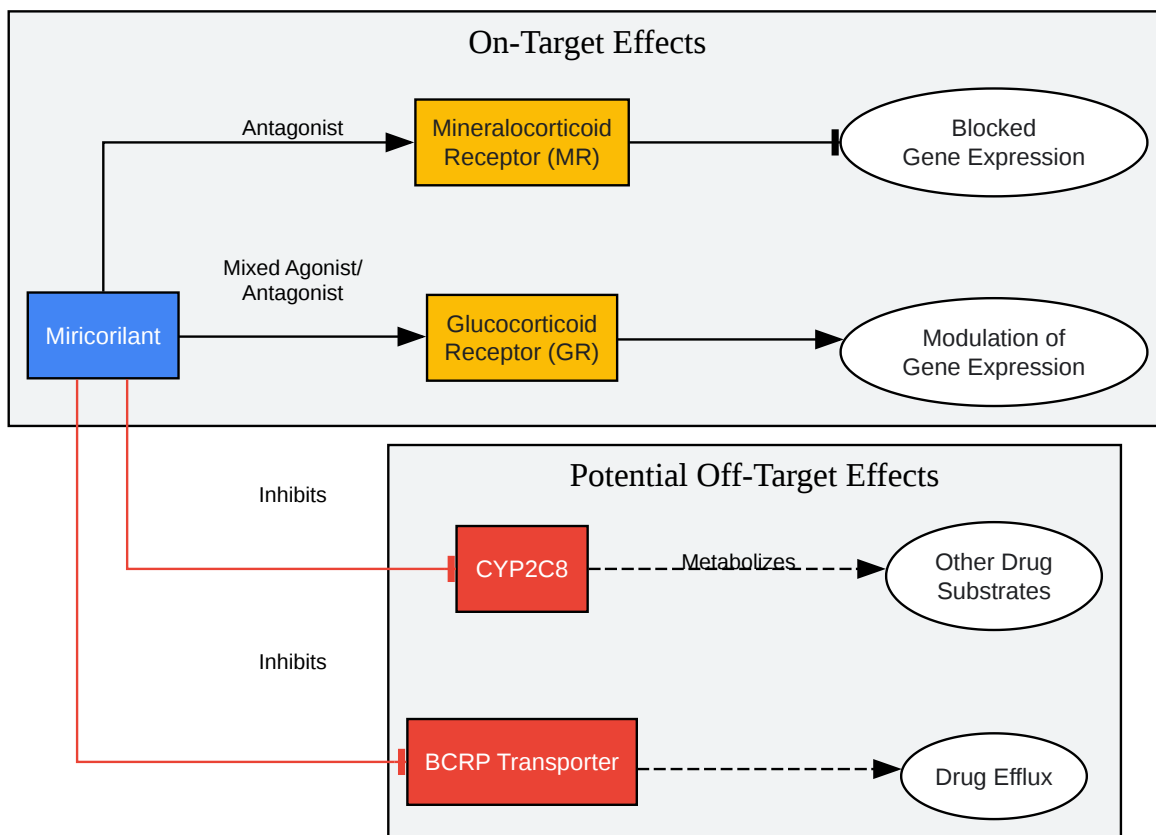 On-Target Effects
Antagonist
Mineralocorticoid
Receptor (MR)
Blocked
Gene Expression
Mixed Agonist/
Antagonist
Miricorilant
Glucocorticoid
Receptor (GR)
Modulation of
Gene Expression
Potential Off-Target Effects
Inhibits
CYP2C8
Metabolizes
Other Drug
Substrates
Inhibits
BCRP Transporter
Drug Efflux